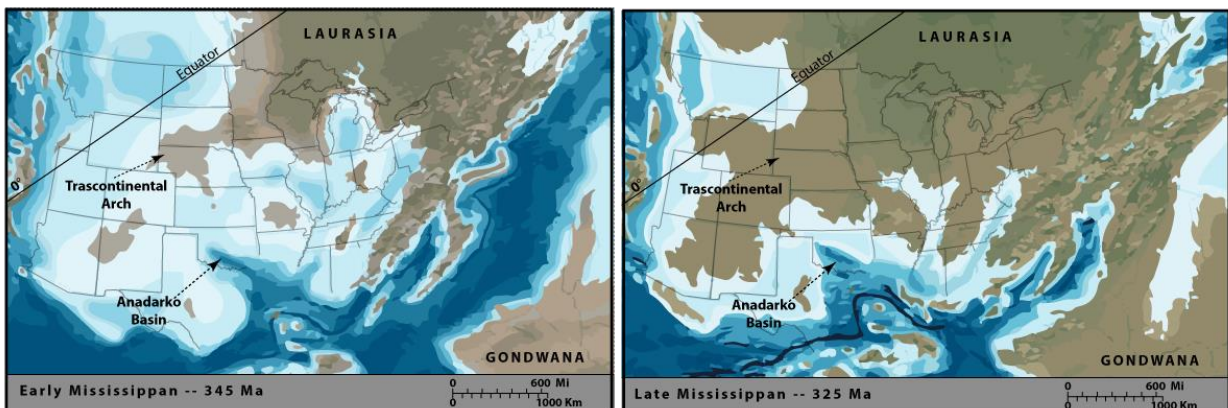 LAURASIA
Equator
0°
Trascontinental
Arch
Anadarko
Basin
GONDWANA
Early Mississippan -- 345 Ma
0 600 Mi
0 1000 Km
LAURASIA
Equator
0°
Trascontinental
Arch
Anadarko
Basin
GONDWANA
Late Mississippan -- 325 Ma
0 600 Mi
0 1000 Km